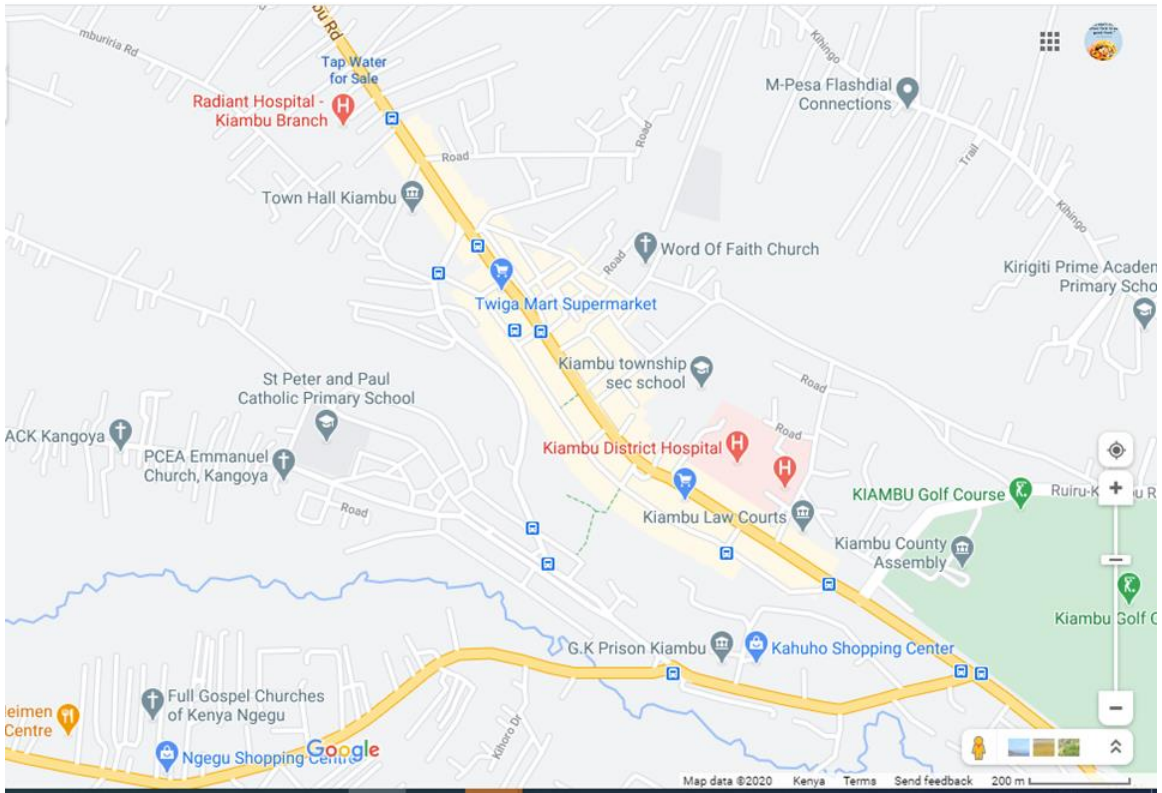 bu Rd
mburiria Rd
Tap Water
for Sale
Radiant Hospital -
Kiambu Branch
H
Kihingo
M-Pesa Flashdial
Connections
Road
Road
Trail
Town Hall Kiambu
Kihingo
Word Of Faith Church
Road
Kirigiti Prime Academ
Primary Scho
Twiga Mart Supermarket
Kiambu township
sec school
Road
St Peter and Paul
Catholic Primary School
Road
ACK Kangoya
PCEA Emmanuel
Church, Kangoya
Kiambu District Hospital
H
H
Road
KIAMBU Golf Course
Ruiru-K
bu R
Kiambu Law Courts
Kiambu County
Assembly
Kiambu Golf C
G.K Prison Kiambu
Kahuho Shopping Center
Full Gospel Churches
of Kenya Ngegu
eimen
Centre
Kihoro Dr
Ngegu Shopping Centre
Google
Map data ©2020 Kenya Terms Send feedback 200 m